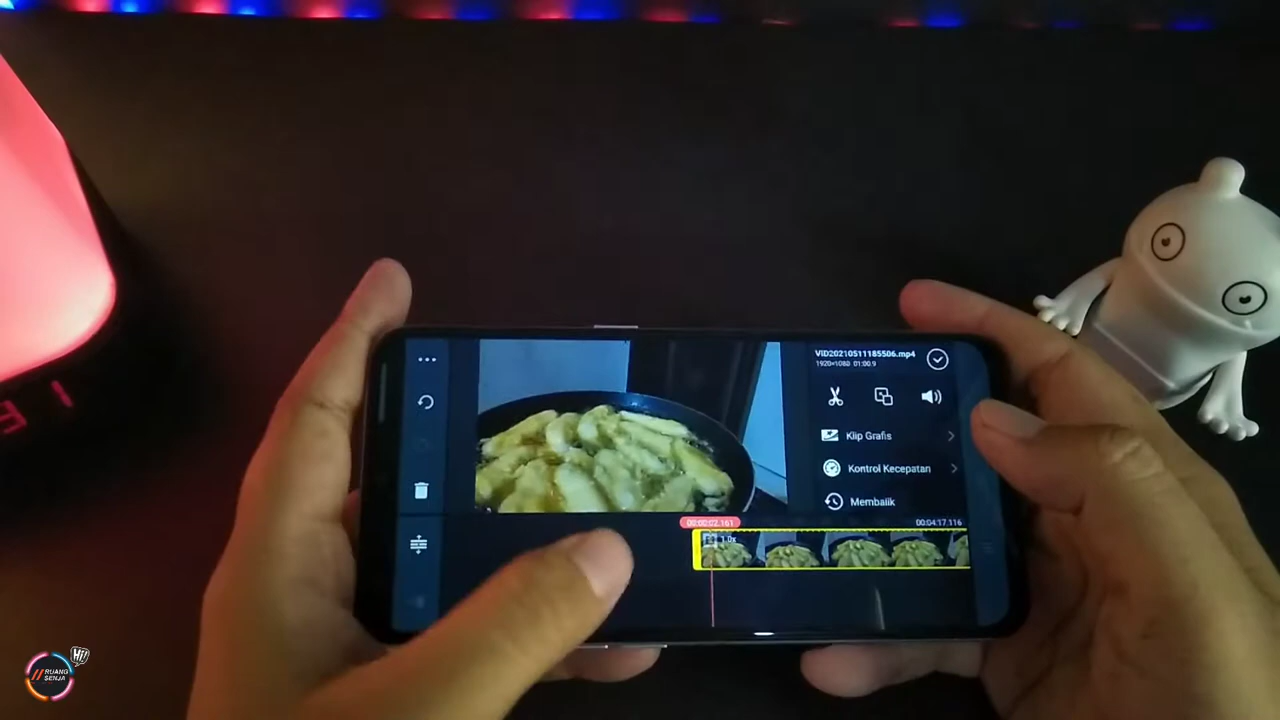 VID20210511185506.mp4
1920×1080 01:00.9
Klip Grafis
Kontrol Kecepatan
Membalik
00:00:02.161
00:04:17.116
1.0x
Hi!
//RUANG
SENJA